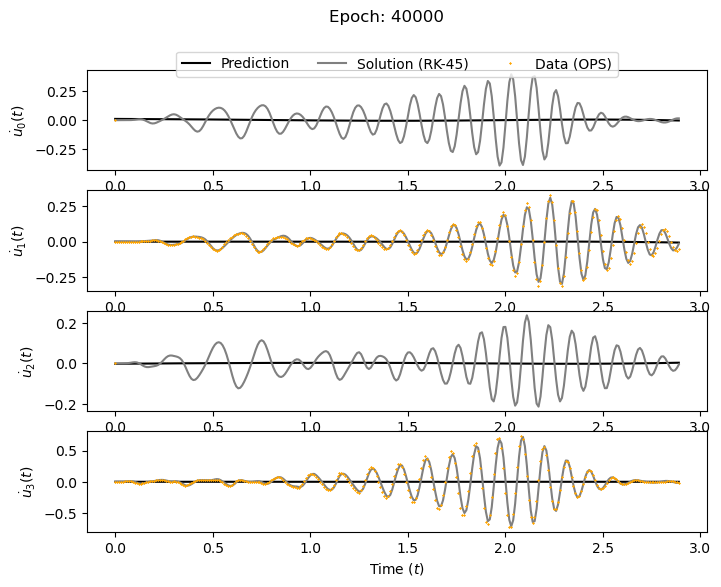 Epoch: 40000
Prediction Solution (RK-45) Data (OPS)
0.25
0.00
−0.25
u̇₀(t)
0.0 0.5 1.0 1.5 2.0 2.5 3.0
0.25
0.00
−0.25
u̇₁(t)
0.0 0.5 1.0 1.5 2.0 2.5 3.0
0.2
0.0
−0.2
u̇₂(t)
0.0 0.5 1.0 1.5 2.0 2.5 3.0
0.5
0.0
−0.5
u̇₃(t)
0.0 0.5 1.0 1.5 2.0 2.5 3.0
Time (t)